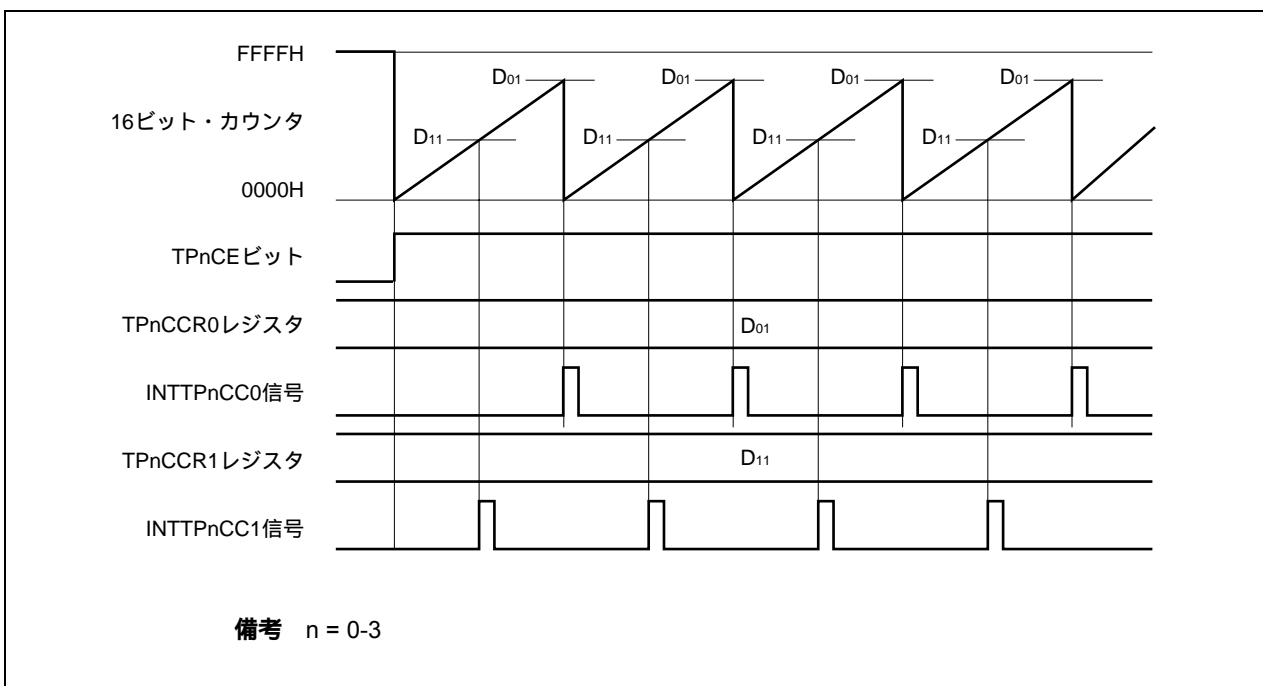 FFFFH
D01 D01 D01 D01
16ビット・カウンタ
D11 D11 D11 D11
0000H
TPnCEビット
TPnCCR0レジスタ D01
INTTPnCC0信号
TPnCCR1レジスタ D11
INTTPnCC1信号
備考 n = 0-3